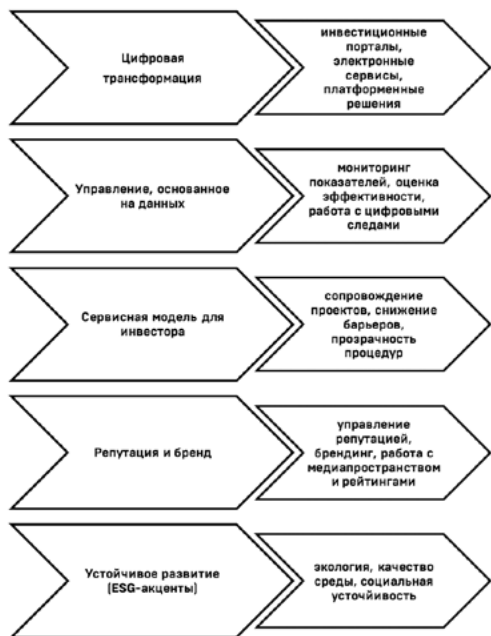 Цифровая
трансформация
инвестиционные
порталы,
электронные
сервисы,
платформенные
решения
Управление, основанное
на данных
мониторинг
показателей, оценка
эффективности,
работа с цифровыми
следами
Сервисная модель для
инвестора
сопровождение
проектов, снижение
барьеров,
прозрачность
процедур
Репутация и бренд
управление
репутацией,
брендинг, работа с
медиапространством
и рейтингами
Устойчивое развитие
(ESG-акценты)
экология, качество
среды, социальная
устойчивость